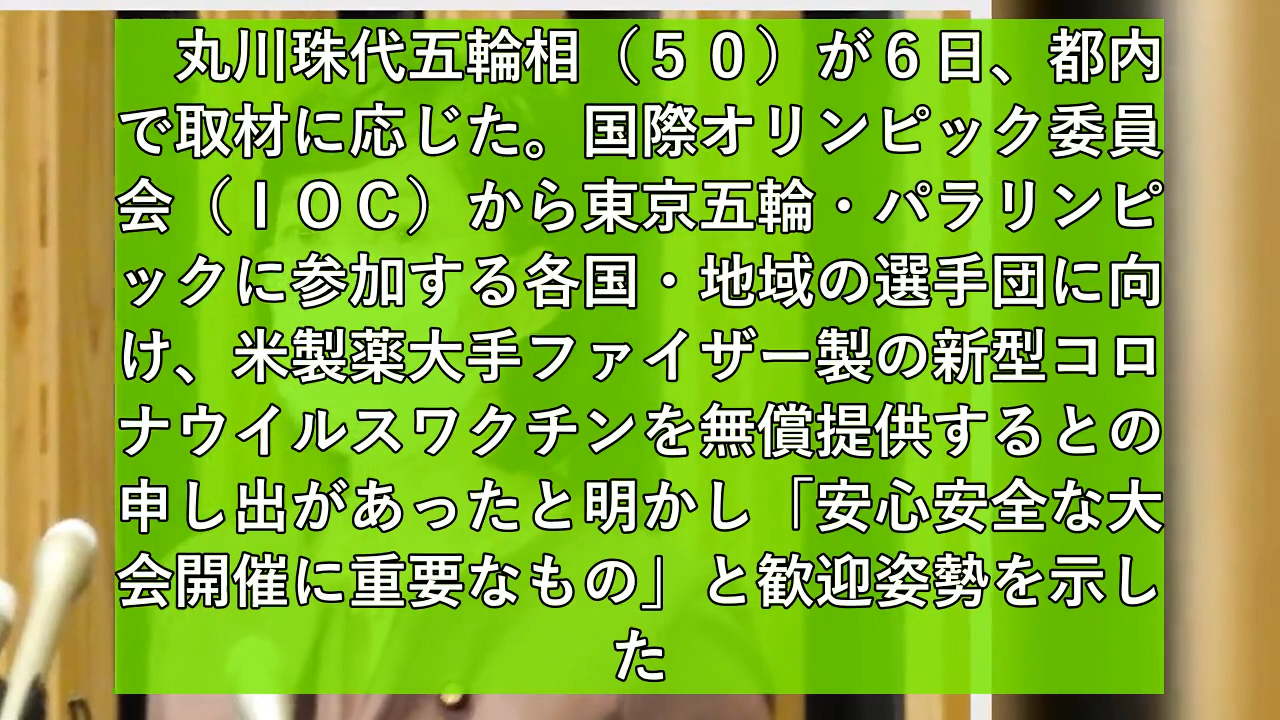 丸川珠代五輪相（５０）が６日、都内
で取材に応じた。国際オリンピック委員
会（ＩＯＣ）から東京五輪・パラリンピ
ックに参加する各国・地域の選手団に向
け、米製薬大手ファイザー製の新型コロ
ナウイルスワクチンを無償提供するとの
申し出があったと明かし「安心安全な大
会開催に重要なもの」と歓迎姿勢を示し
た